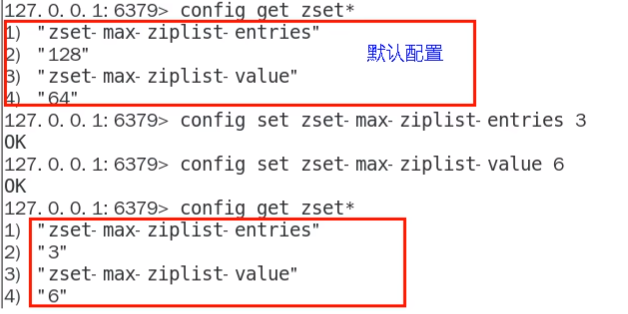 127.0.0.1:6379> config get zset*
1) "zset-max-ziplist-entries"
2) "128"
默认配置
3) "zset-max-ziplist-value"
4) "64"
127.0.0.1:6379> config set zset-max-ziplist-entries 3
OK
127.0.0.1:6379> config set zset-max-ziplist-value 6
OK
127.0.0.1:6379> config get zset*
1) "zset-max-ziplist-entries"
2) "3"
3) "zset-max-ziplist-value"
4) "6"